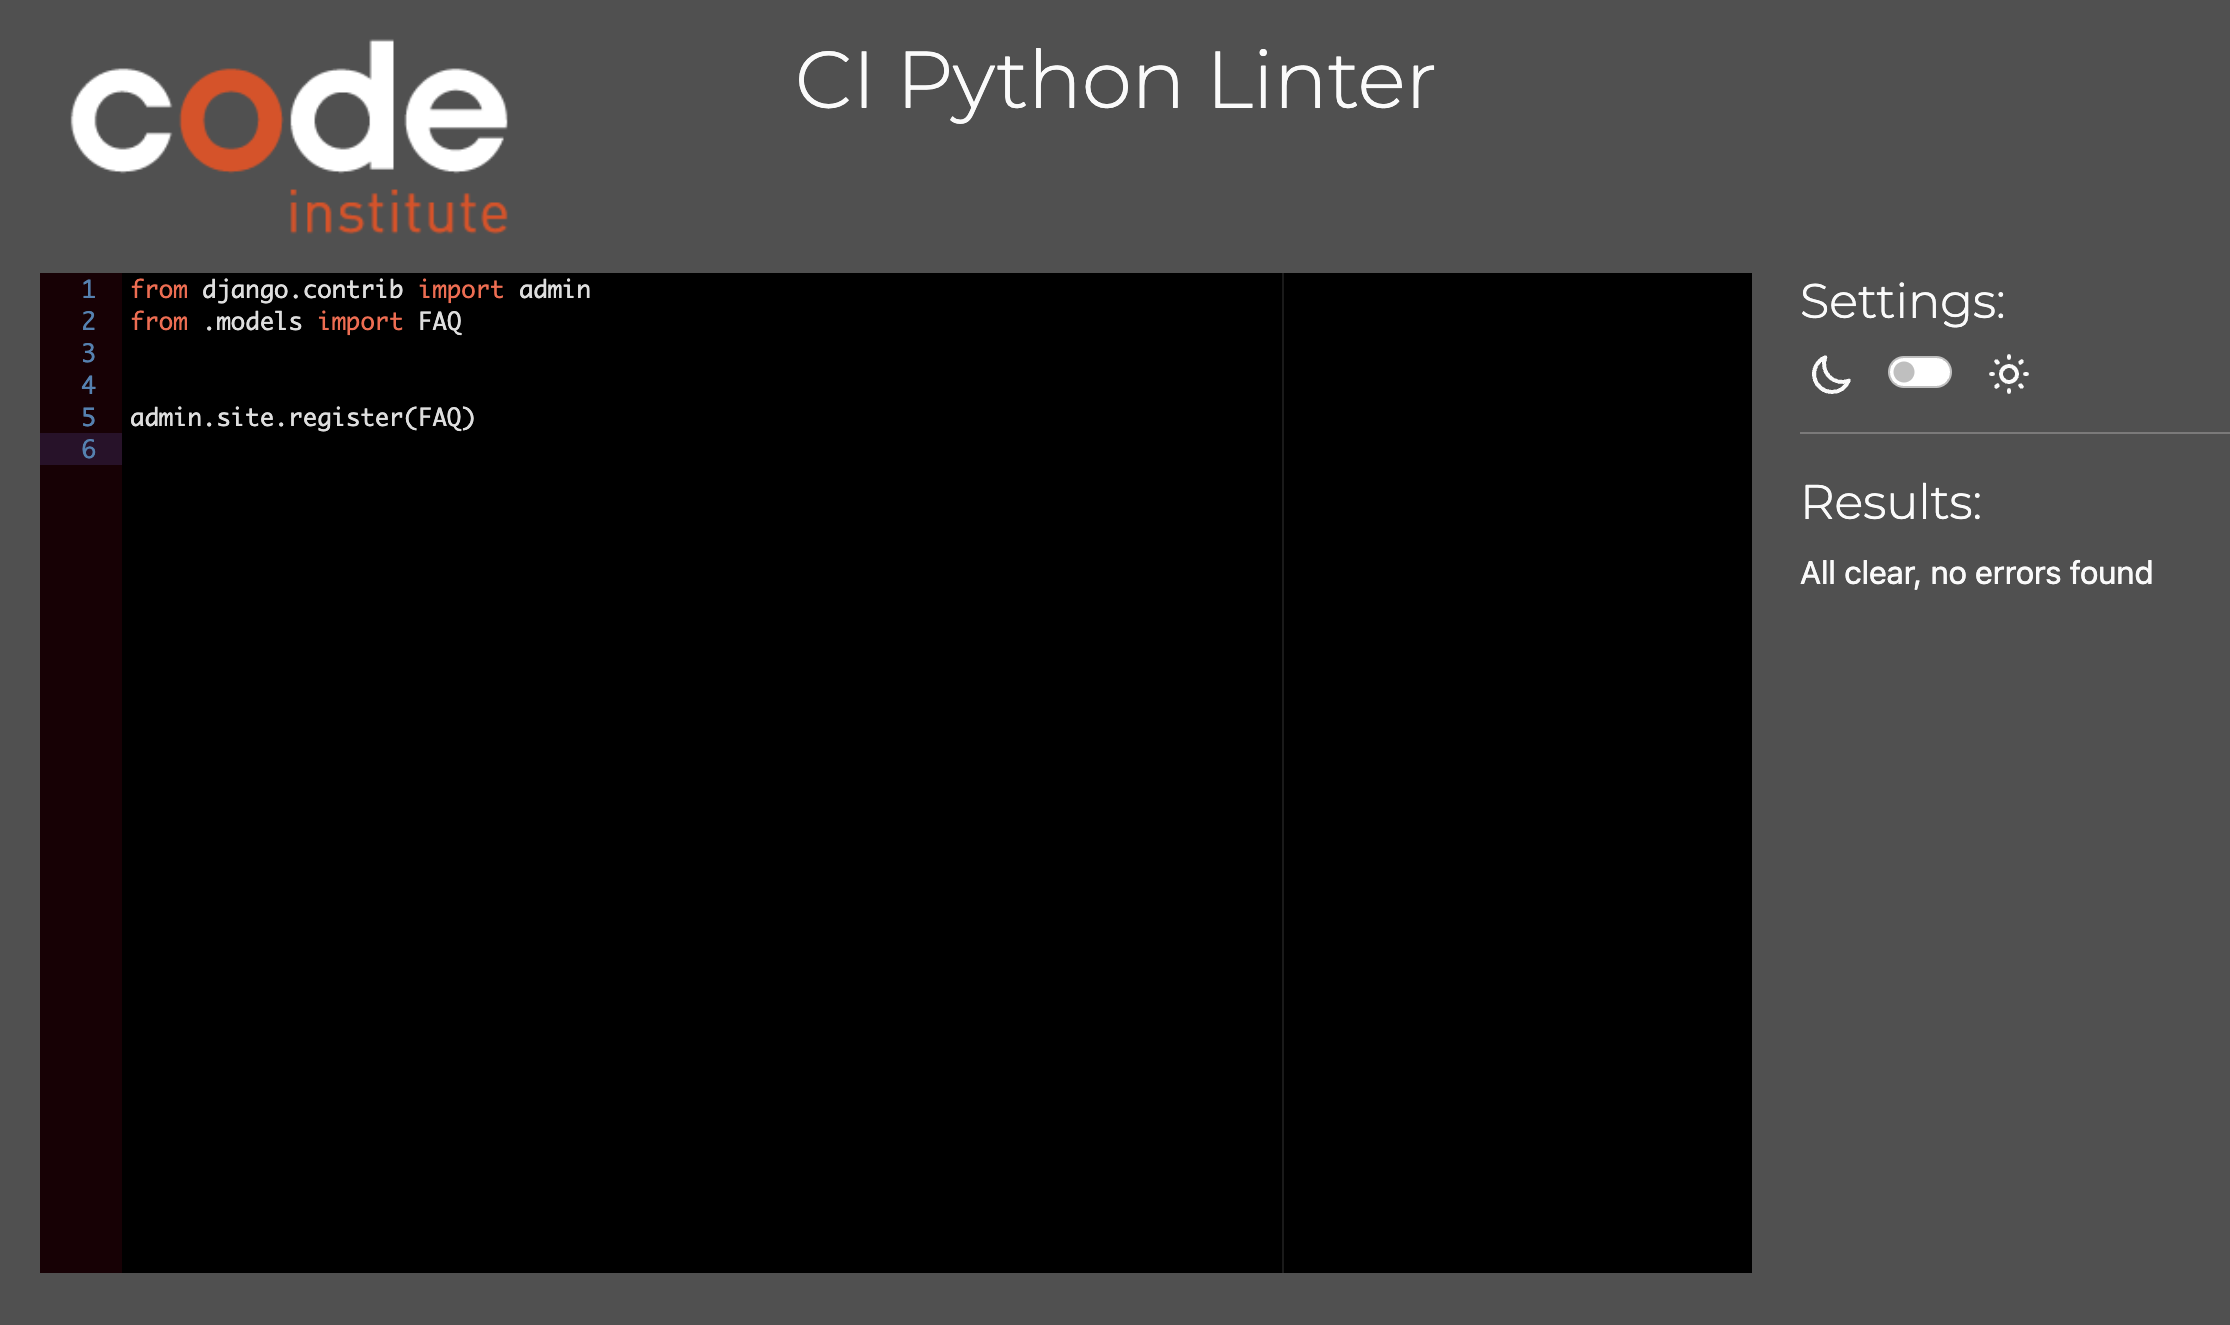 code
institute
CI Python Linter
1 from django.contrib import admin
2 from .models import FAQ
3
4
5 admin.site.register(FAQ)
6
Settings:
Results:
All clear, no errors found